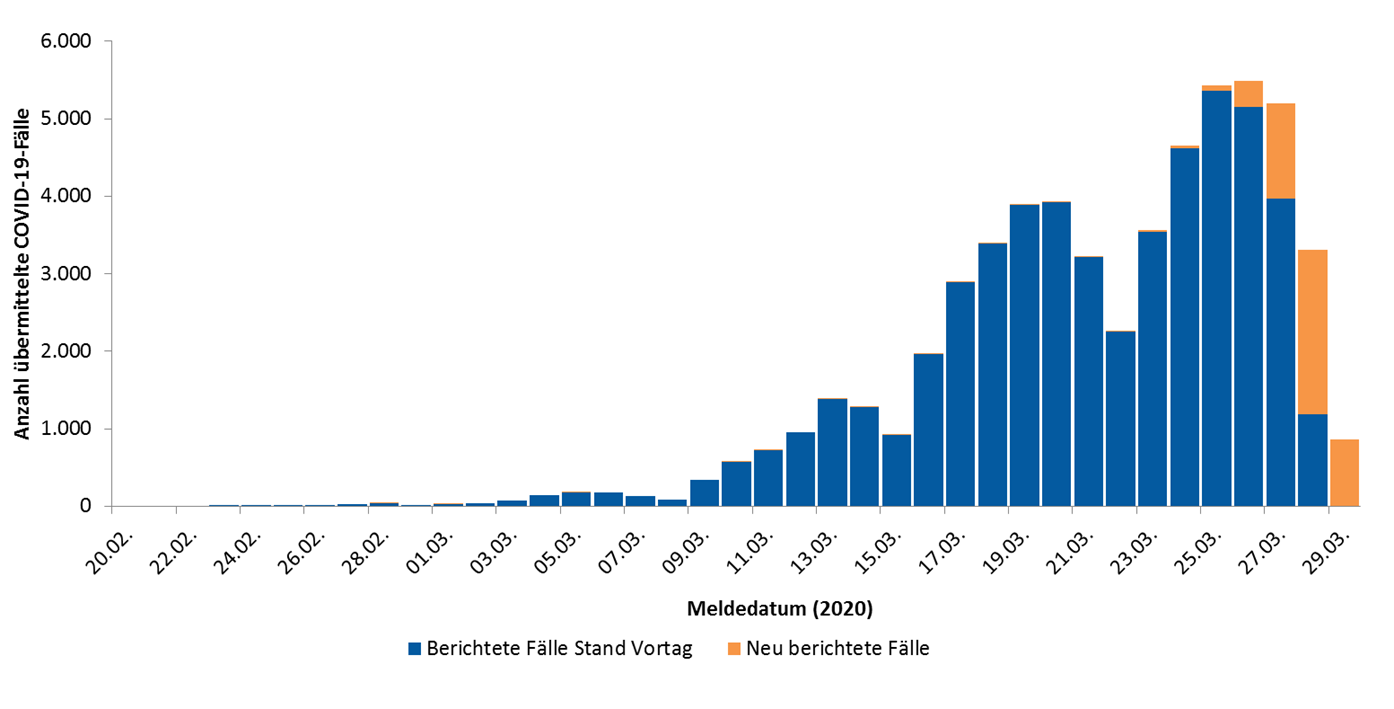 6.000
5.000
4.000
3.000
2.000
1.000
0
Anzahl übermittelte COVID-19-Fälle
20.02. 22.02. 24.02. 26.02. 28.02. 01.03. 03.03. 05.03. 07.03. 09.03. 11.03. 13.03. 15.03. 17.03. 19.03. 21.03. 23.03. 25.03. 27.03. 29.03.
Meldedatum (2020)
Berichtete Fälle Stand Vortag Neu berichtete Fälle